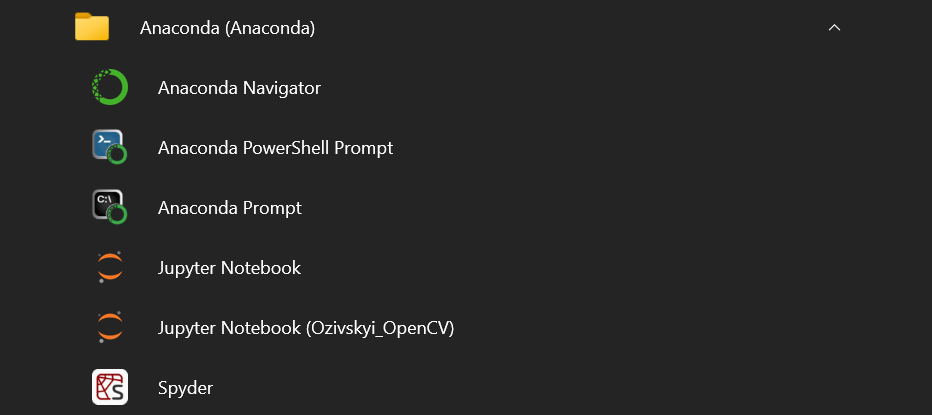 Anaconda (Anaconda)
Anaconda Navigator
Anaconda PowerShell Prompt
C:\
Anaconda Prompt
Jupyter Notebook
Jupyter Notebook (Ozivskyi_OpenCV)
S
Spyder